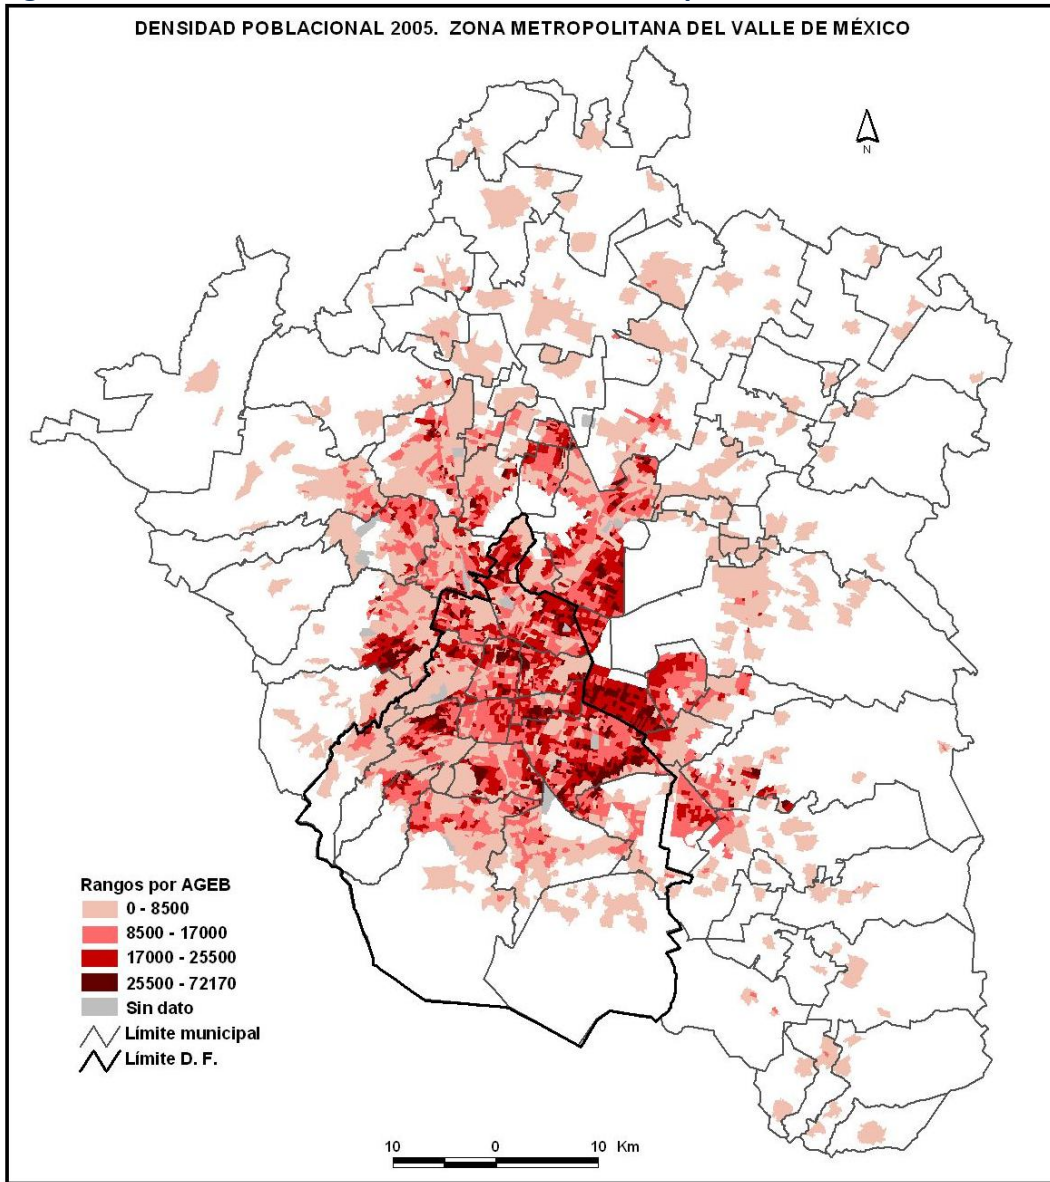 DENSIDAD POBLACIONAL 2005. ZONA METROPOLITANA DEL VALLE DE MÉXICO
N
Rangos por AGEB
0 - 8500
8500 - 17000
17000 - 25500
25500 - 72170
Sin dato
Límite municipal
Límite D. F.
10 0 10 Km